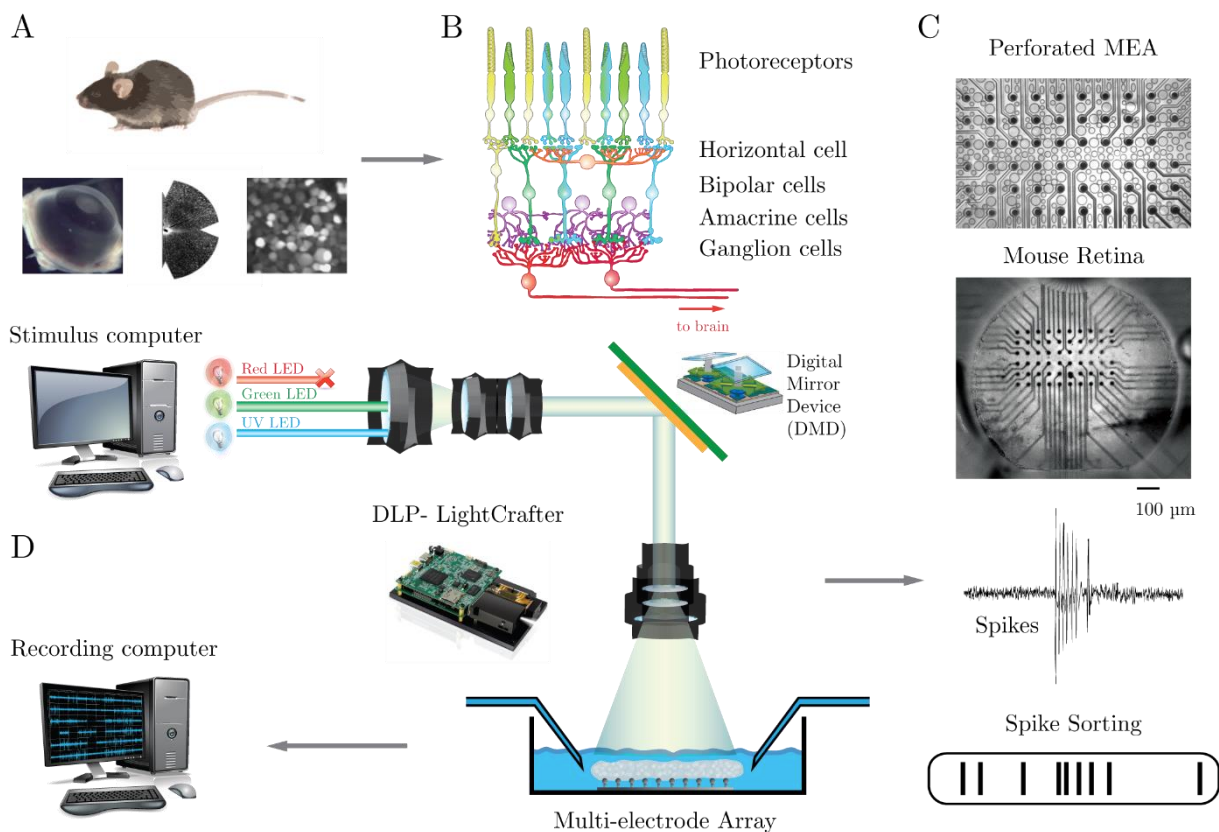 A
B
Photoreceptors
Horizontal cell
Bipolar cells
Amacrine cells
Ganglion cells
to brain
C
Perforated MEA
Mouse Retina
100 µm
Stimulus computer
Red LED
Green LED
UV LED
Digital
Mirror
Device
(DMD)
DLP- LightCrafter
D
Recording computer
Multi-electrode Array
Spikes
Spike Sorting